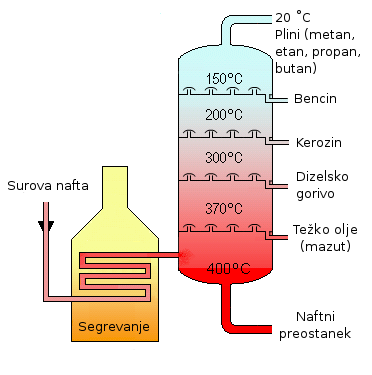 20 °C
Plini (metan,
etan, propan,
butan)
150°C
Bencin
200°C
Kerozin
300°C
Dizelsko
gorivo
370°C
Težko olje
(mazut)
400°C
Naftni
preostanek
Surova nafta
Segrevanje